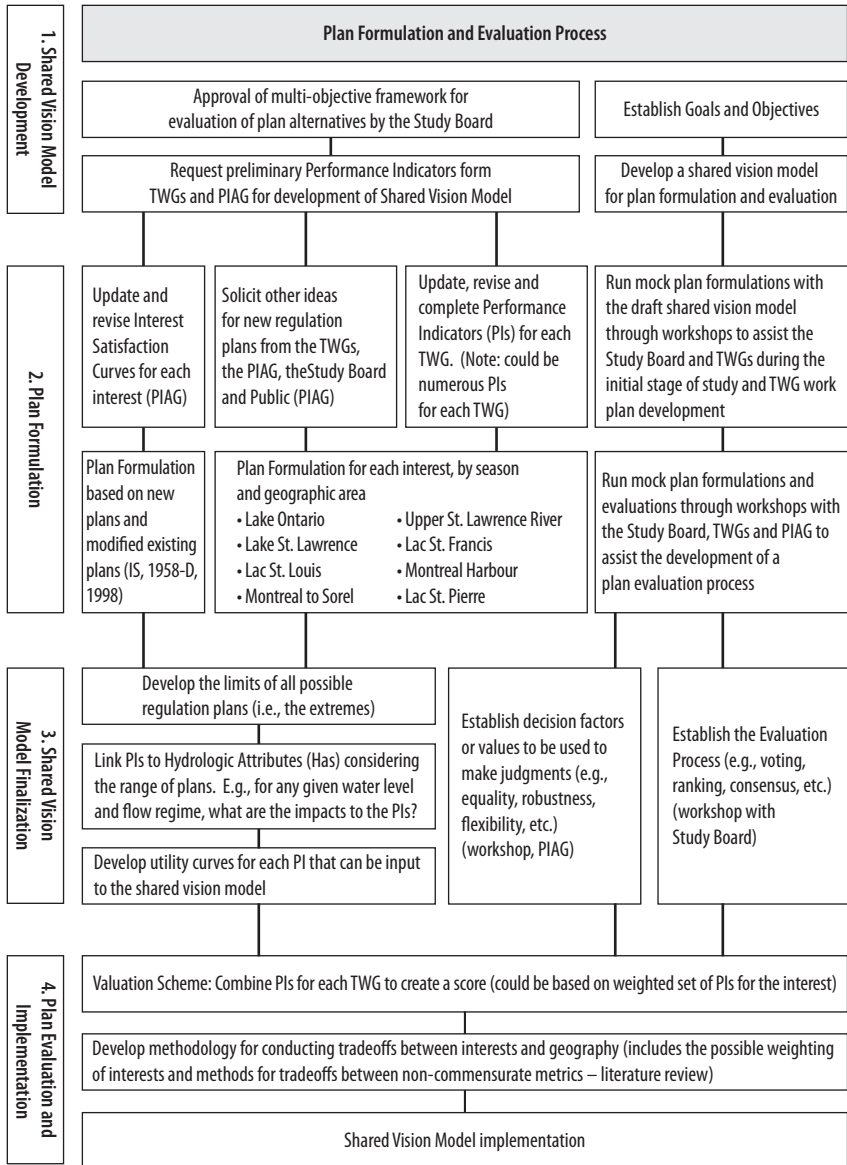 1. Shared Vision Model
Development
Plan Formulation and Evaluation Process
Approval of multi-objective framework for
evaluation of plan alternatives by the Study Board
Establish Goals and Objectives
Request preliminary Performance Indicators form
TWGs and PIAG for development of Shared Vision Model
Develop a shared vision model
for plan formulation and evaluation
2. Plan Formulation
Update and
revise Interest
Satisfaction
Curves for each
interest (PIAG)
Solicit other ideas
for new regulation
plans from the TWGs,
the PIAG, theStudy Board
and Public (PIAG)
Update, revise and
complete Performance
Indicators (PIs) for each
TWG. (Note: could be
numerous PIs
for each TWG)
Run mock plan formulations with
the draft shared vision model
through workshops to assist the
Study Board and TWGs during the
initial stage of study and TWG work
plan development
Plan Formulation
based on new
plans and
modified existing
plans (IS, 1958-D,
1998)
Plan Formulation for each interest, by season
and geographic area
• Lake Ontario
• Lake St. Lawrence
• Lac St. Louis
• Montreal to Sorel
• Upper St. Lawrence River
• Lac St. Francis
• Montreal Harbour
• Lac St. Pierre
Run mock plan formulations and
evaluations through workshops with
the Study Board, TWGs and PIAG to
assist the development of a
plan evaluation process
3. Shared Vision
Model Finalization
Develop the limits of all possible
regulation plans (i.e., the extremes)
Link PIs to Hydrologic Attributes (Has) considering
the range of plans. E.g., for any given water level
and flow regime, what are the impacts to the PIs?
Develop utility curves for each PI that can be input
to the shared vision model
Establish decision factors
or values to be used to
make judgments (e.g.,
equality, robustness,
flexibility, etc.)
(workshop, PIAG)
Establish the Evaluation
Process (e.g., voting,
ranking, consensus, etc.)
(workshop with
Study Board)
4. Plan Evaluation and
Implementation
Valuation Scheme: Combine PIs for each TWG to create a score (could be based on weighted set of PIs for the interest)
Develop methodology for conducting tradeoffs between interests and geography (includes the possible weighting
of interests and methods for tradeoffs between non-commensurate metrics – literature review)
Shared Vision Model implementation